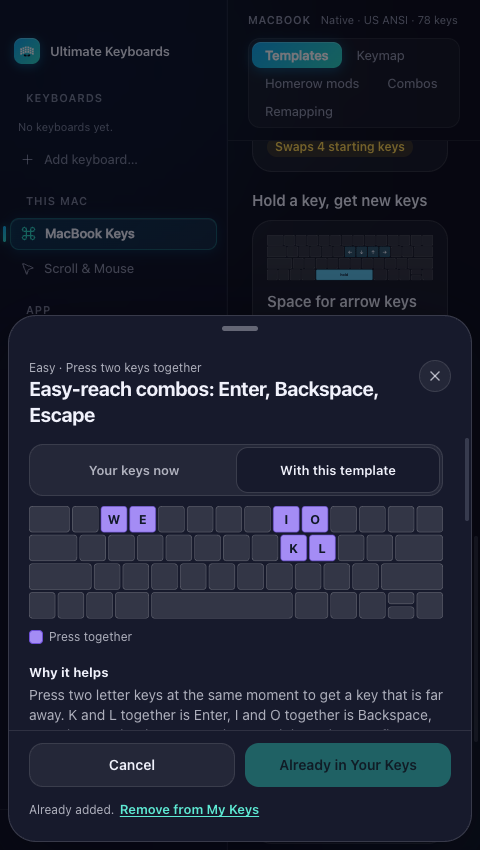 MACBOOK Native · US ANSI · 78 keys
Ultimate Keyboards
Templates Keymap
Homerow mods Combos
Remapping
KEYBOARDS
No keyboards yet.
Add keyboard...
Swaps 4 starting keys
THIS MAC
Hold a key, get new keys
MacBook Keys
Scroll & Mouse
Space for arrow keys
APP
Easy · Press two keys together
Easy-reach combos: Enter, Backspace,
Escape
Your keys now With this template
W E I O
K L
Press together
Why it helps
Press two letter keys at the same moment to get a key that is far
away. K and L together is Enter, I and O together is Backspace,
Cancel Already in Your Keys
Already added. Remove from My Keys